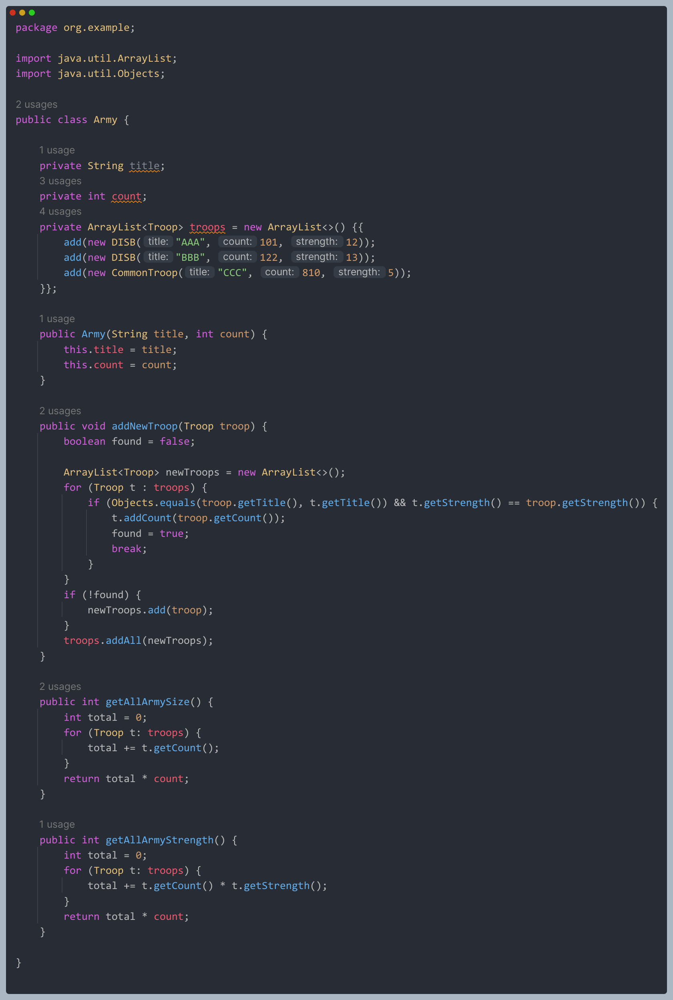 package org.example;
import java.util.ArrayList;
import java.util.Objects;
2 usages
public class Army {
1 usage
private String title;
3 usages
private int count;
4 usages
private ArrayList<Troop> troops = new ArrayList<>() {{
add(new DISB( title: "AAA", count: 101, strength: 12));
add(new DISB( title: "BBB", count: 122, strength: 13));
add(new CommonTroop( title: "CCC", count: 810, strength: 5));
}};
1 usage
public Army(String title, int count) {
this.title = title;
this.count = count;
}
2 usages
public void addNewTroop(Troop troop) {
boolean found = false;
ArrayList<Troop> newTroops = new ArrayList<>();
for (Troop t : troops) {
if (Objects.equals(troop.getTitle(), t.getTitle()) && t.getStrength() == troop.getStrength()) {
t.addCount(troop.getCount());
found = true;
break;
}
}
if (!found) {
newTroops.add(troop);
}
troops.addAll(newTroops);
}
2 usages
public int getAllArmySize() {
int total = 0;
for (Troop t: troops) {
total += t.getCount();
}
return total * count;
}
1 usage
public int getAllArmyStrength() {
int total = 0;
for (Troop t: troops) {
total += t.getCount() * t.getStrength();
}
return total * count;
}
}